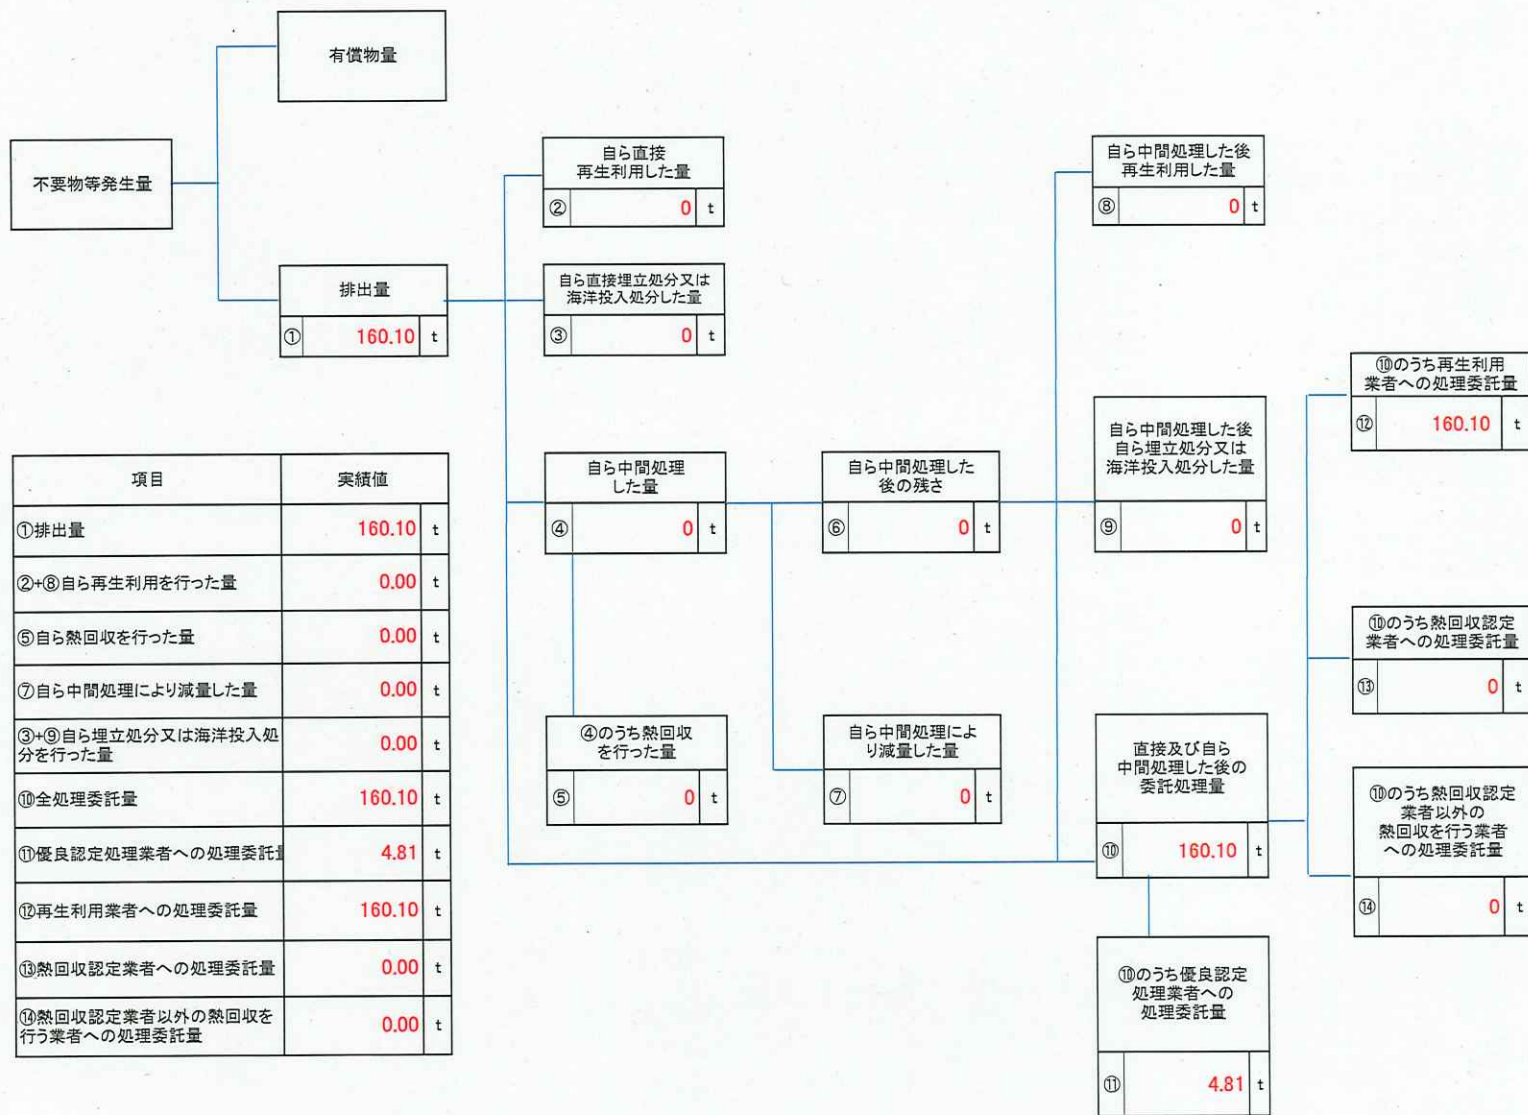 有償物量
不要物等発生量
排出量
① 160.10 t
自ら直接
再生利用した量
② 0 t
自ら直接埋立処分又は
海洋投入処分した量
③ 0 t
自ら中間処理
した量
④ 0 t
④のうち熱回収
を行った量
⑤ 0 t
自ら中間処理した
後の残さ
⑥ 0 t
自ら中間処理によ
り減量した量
⑦ 0 t
自ら中間処理した後
再生利用した量
⑧ 0 t
自ら中間処理した後
自ら埋立処分又は
海洋投入処分した量
⑨ 0 t
直接及び自ら
中間処理した後の
委託処理量
⑩ 160.10 t
⑩のうち優良認定
処理業者への
処理委託量
⑪ 4.81 t
⑩のうち再生利用
業者への処理委託量
⑫ 160.10 t
⑩のうち熱回収認定
業者への処理委託量
⑬ 0 t
⑩のうち熱回収認定
業者以外の
熱回収を行う業者
への処理委託量
⑭ 0 t
項目 実績値
①排出量 160.10 t
②+⑧自ら再生利用を行った量 0.00 t
⑤自ら熱回収を行った量 0.00 t
⑦自ら中間処理により減量した量 0.00 t
③+⑨自ら埋立処分又は海洋投入処
分を行った量 0.00 t
⑩全処理委託量 160.10 t
⑪優良認定処理業者への処理委託 4.81 t
⑫再生利用業者への処理委託量 160.10 t
⑬熱回収認定業者への処理委託量 0.00 t
⑭熱回収認定業者以外の熱回収を
行う業者への処理委託量 0.00 t